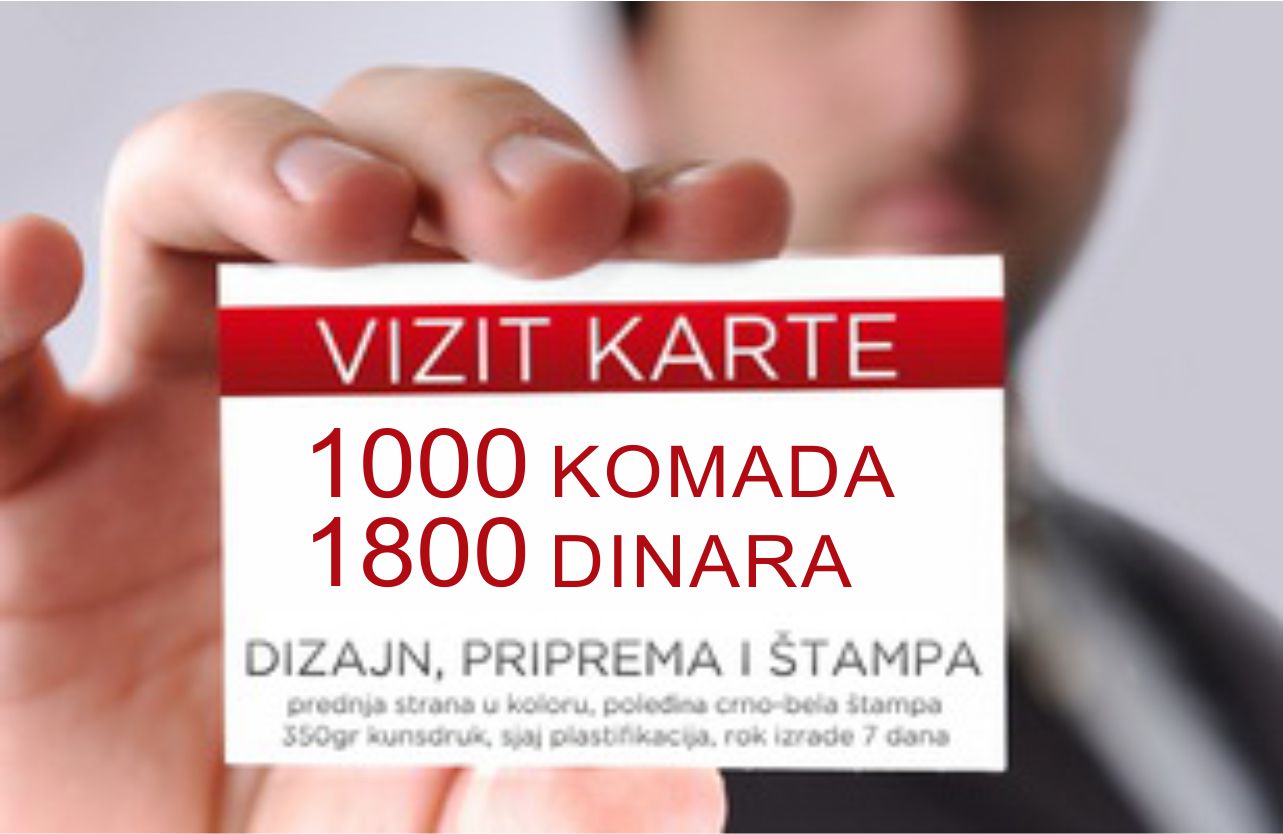 VIZIT KARTE
1000 KOMADA
1800 DINARA
DIZAJN, PRIPREMA I ŠTAMPA
prednja strana u koloru, poleđina crno-bela štampa
350gr kunsdruk, sjaj plastifikacija, rok izrade 7 dana